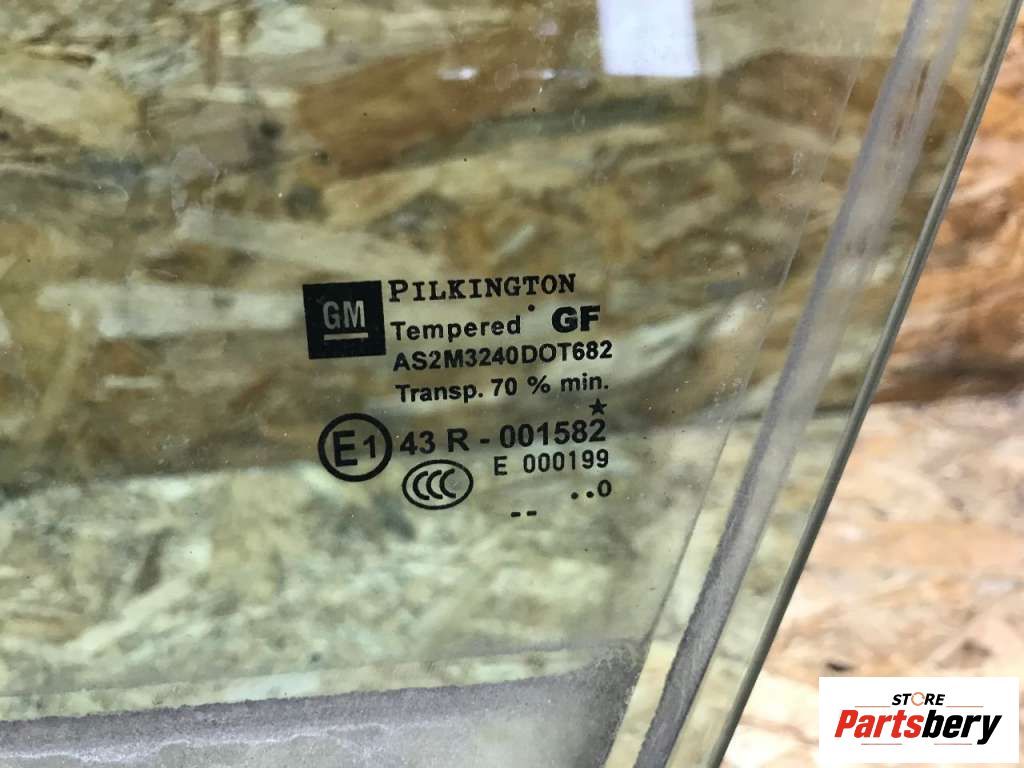 GM
PILKINGTON
Tempered GF
AS2M3240DOT682
Transp. 70 % min.
E1 43 R - 001582
CCC E 000199
..0
--
STORE
Partsbery